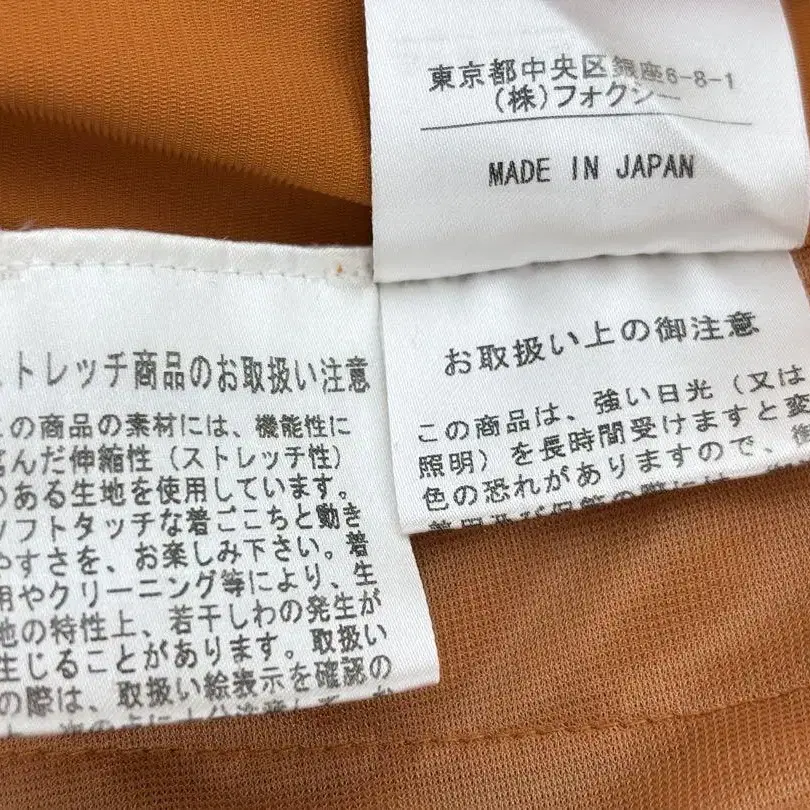 東京都中央区銀座6-8-1
(株)フォクシー
MADE IN JAPAN
お取扱い上の御注意
この商品は、強い日光(又は
照明)を長時間受けますと変
色の恐れがありますので、
ストレッチ商品のお取扱い注意
この商品の素材には、機能性に
富んだ伸縮性(ストレッチ性)
のある生地を使用しています。
ソフトタッチな着ごこちと動き
やすさを、お楽しみ下さい。着
用やクリーニング等により、生
地の特性上、若干しわの発生が
生じることがあります。取扱い
の際は、取扱い絵表示を確認の